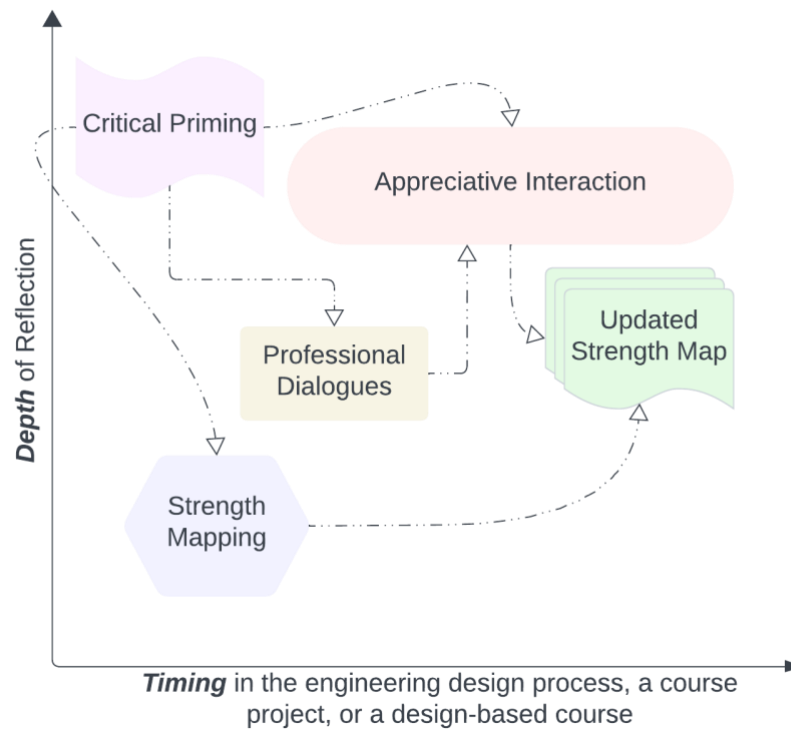 Critical Priming
Appreciative Interaction
Updated
Strength Map
Professional
Dialogues
Strength
Mapping
Depth of Reflection
Timing in the engineering design process, a course
project, or a design-based course